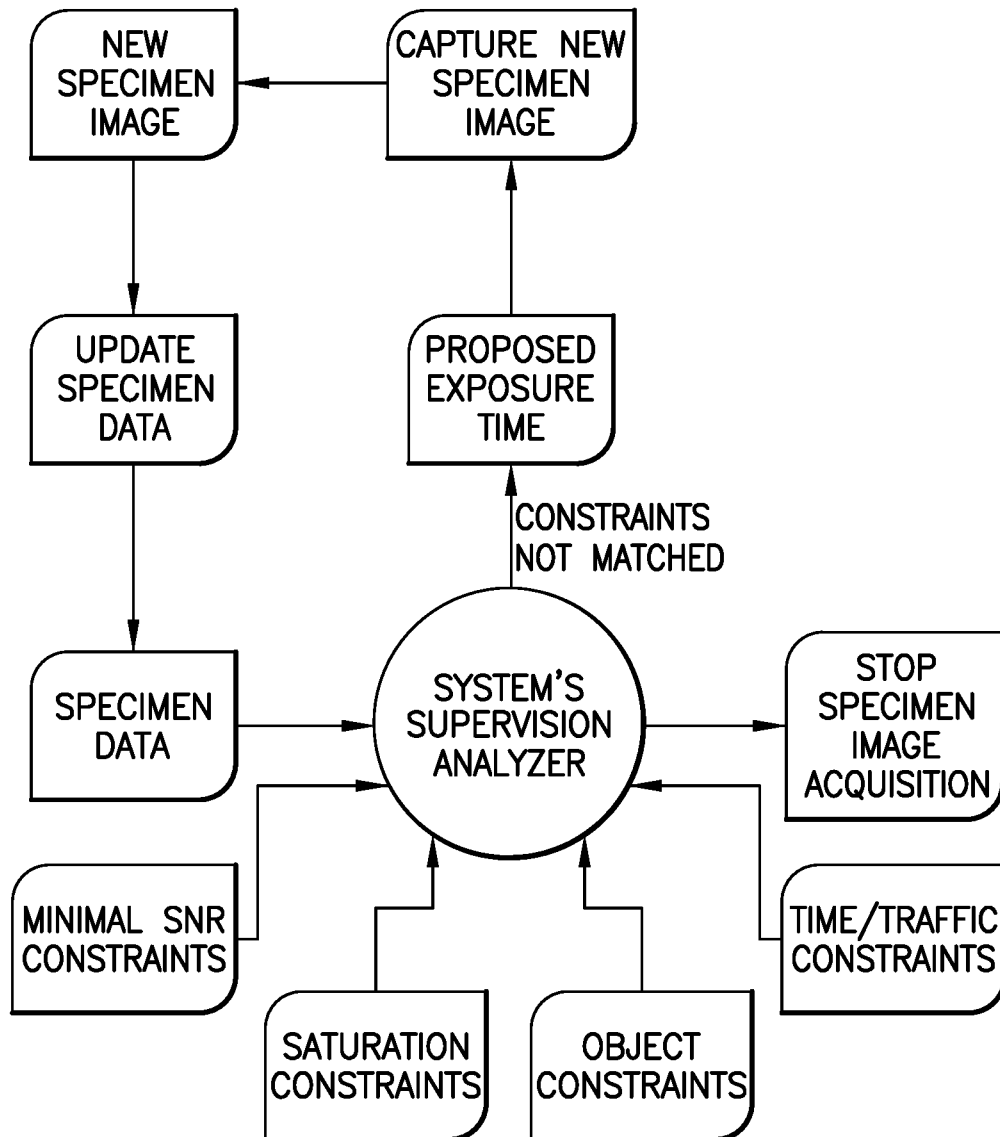 NEW
SPECIMEN
IMAGE
CAPTURE NEW
SPECIMEN
IMAGE
UPDATE
SPECIMEN
DATA
PROPOSED
EXPOSURE
TIME
CONSTRAINTS
NOT MATCHED
SPECIMEN
DATA
SYSTEM'S
SUPERVISION
ANALYZER
STOP
SPECIMEN
IMAGE
ACQUISITION
MINIMAL SNR
CONSTRAINTS
TIME/TRAFFIC
CONSTRAINTS
SATURATION
CONSTRAINTS
OBJECT
CONSTRAINTS